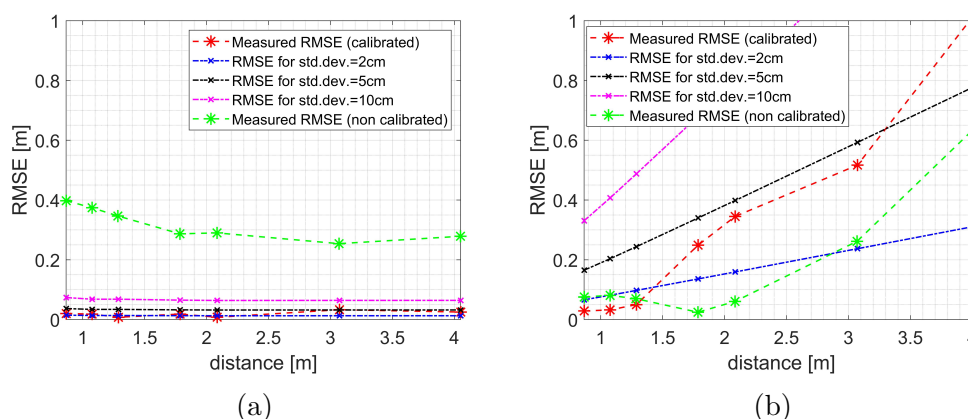 1
0.8
0.6
0.4
0.2
0
RMSE [m]
Measured RMSE (calibrated)
RMSE for std.dev.=2cm
RMSE for std.dev.=5cm
RMSE for std.dev.=10cm
Measured RMSE (non calibrated)
1 1.5 2 2.5 3 3.5 4
distance [m]
(a)
1
0.8
0.6
0.4
0.2
0
RMSE [m]
Measured RMSE (calibrated)
RMSE for std.dev.=2cm
RMSE for std.dev.=5cm
RMSE for std.dev.=10cm
Measured RMSE (non calibrated)
1 1.5 2 2.5 3 3.5
distance [m]
(b)